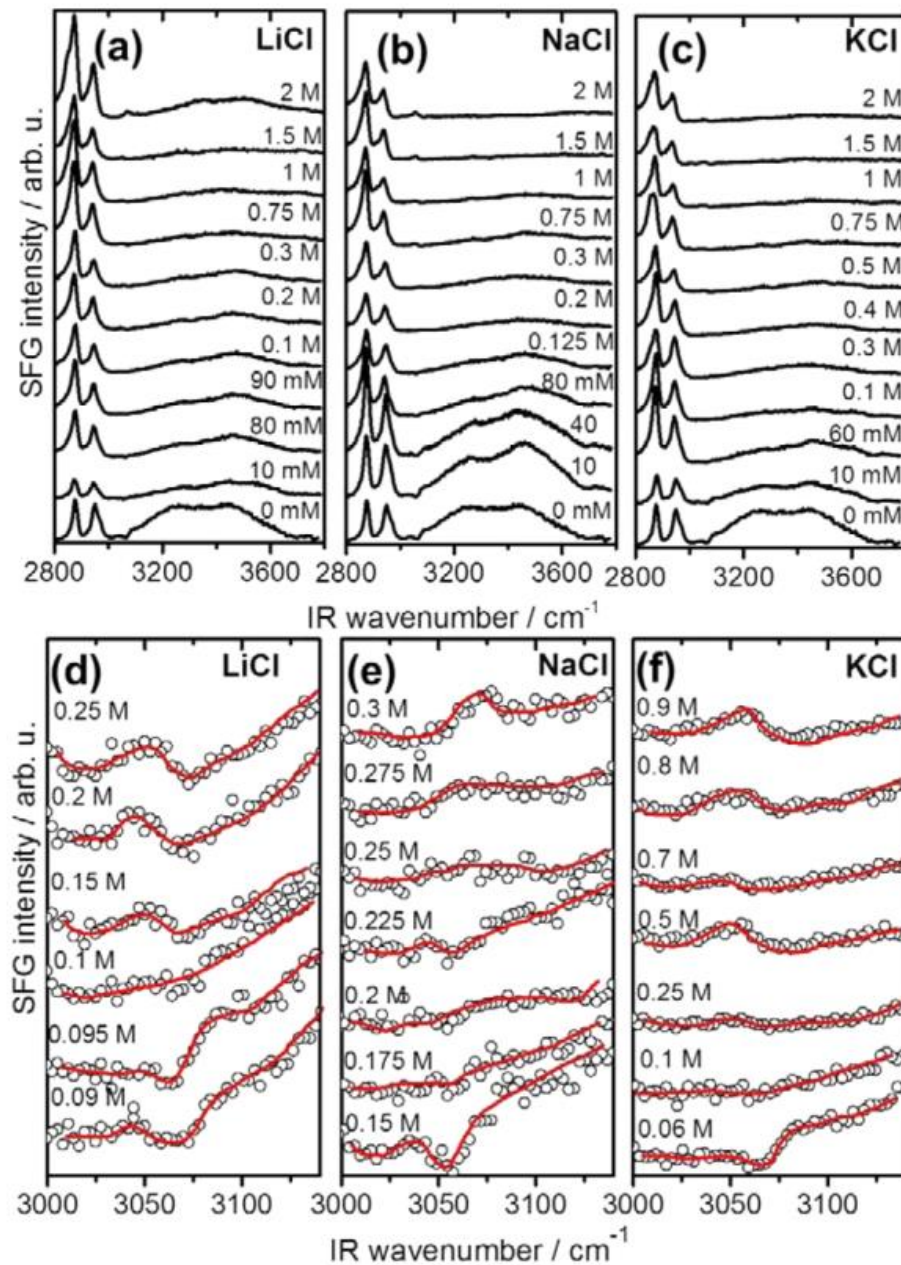 (a) LiCl
2 M
1.5 M
1 M
0.75 M
0.3 M
0.2 M
0.1 M
90 mM
80 mM
10 mM
0 mM
(b) NaCl
2 M
1.5 M
1 M
0.75 M
0.3 M
0.2 M
0.125 M
80 mM
40
10
0 mM
(c) KCl
2 M
1.5 M
1 M
0.75 M
0.5 M
0.4 M
0.3 M
0.1 M
60 mM
10 mM
0 mM
SFG intensity / arb. u.
2800 3200 3600 2800 3200 3600 2800 3200 3600
IR wavenumber / cm⁻¹
(d) LiCl
0.25 M
0.2 M
0.15 M
0.1 M
0.095 M
0.09 M
(e) NaCl
0.3 M
0.275 M
0.25 M
0.225 M
0.2 M
0.175 M
0.15 M
(f) KCl
0.9 M
0.8 M
0.7 M
0.5 M
0.25 M
0.1 M
0.06 M
SFG intensity / arb. u.
3000 3050 3100 3000 3050 3100 3000 3050 3100
IR wavenumber / cm⁻¹